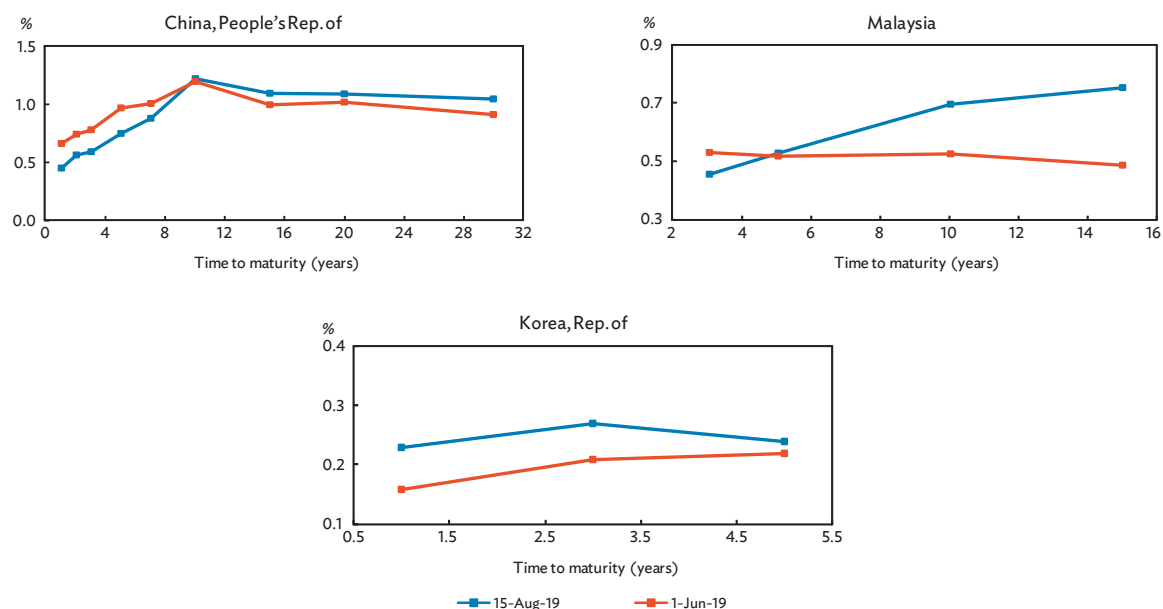 China, People's Rep. of
%
1.5
1.0
0.5
0.0
0 4 8 12 16 20 24 28 32
Time to maturity (years)
Malaysia
%
0.9
0.7
0.5
0.3
2 4 6 8 10 12 14 16
Time to maturity (years)
Korea, Rep. of
%
0.4
0.3
0.2
0.1
0.5 1.5 2.5 3.5 4.5 5.5
Time to maturity (years)
15-Aug-19 1-Jun-19